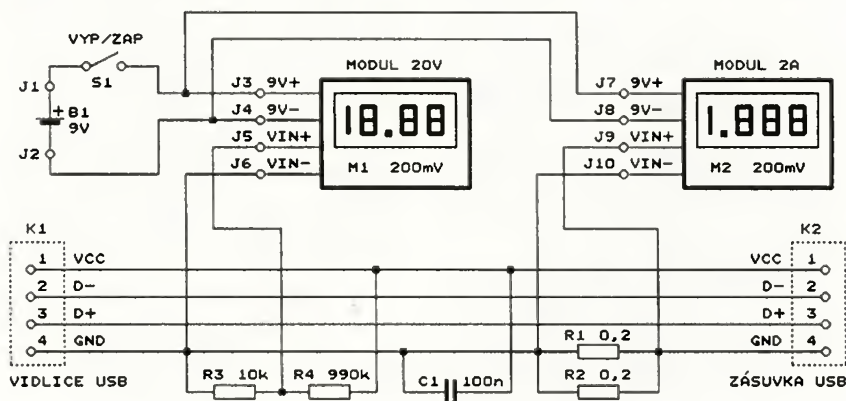 VYP/ZAP
S1
J1
+ B1
9V
J2
J3 9V+
J4 9V-
J5 VIN+
J6 VIN-
MODUL 20V
18.88
M1 200mV
J7 9V+
J8 9V-
J9 VIN+
J10 VIN-
MODUL 2A
1.888
M2 200mV
K1
1 VCC
2 D-
3 D+
4 GND
VIDLICE USB
R3 10k
R4 990k
C1 100n
R1 0,2
R2 0,2
K2
VCC 1
D- 2
D+ 3
GND 4
ZÁSUVKA USB